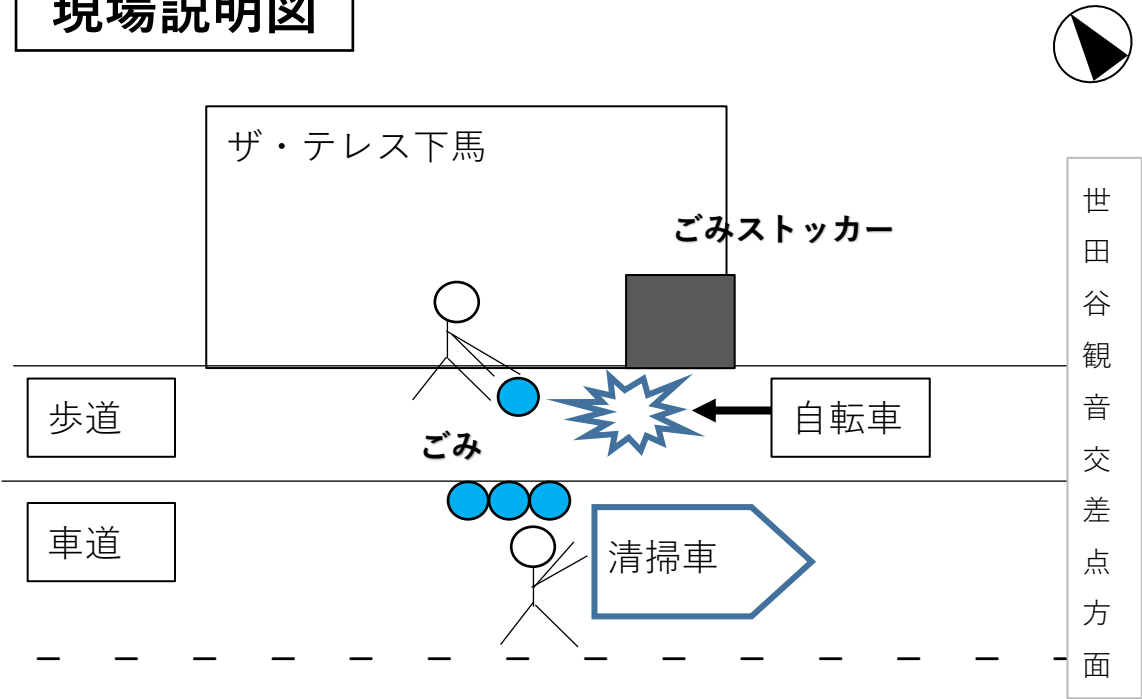 現場説明図
ザ・テレス下馬
ごみストッカー
歩道
自転車
ごみ
車道
清掃車
世田谷観音交差点方面